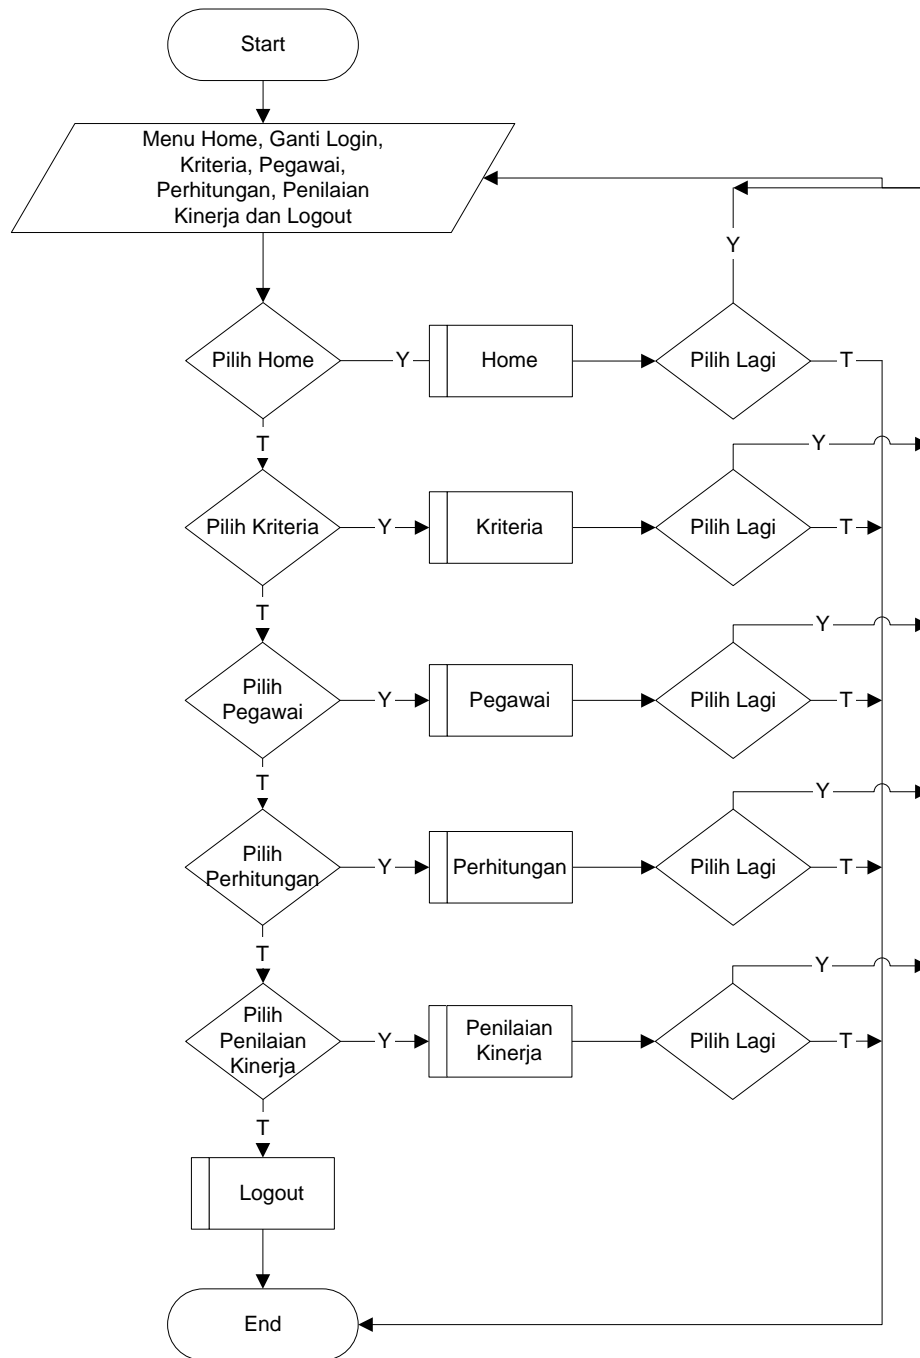 Start
Menu Home, Ganti Login,
Kriteria, Pegawai,
Perhitungan, Penilaian
Kinerja dan Logout
Y
Pilih Home
Y
Home
Pilih Lagi
T
T
Y
Pilih Kriteria
Y
Kriteria
Pilih Lagi
T
T
Y
Pilih
Pegawai
Y
Pegawai
Pilih Lagi
T
T
Y
Pilih
Perhitungan
Y
Perhitungan
Pilih Lagi
T
T
Y
Pilih
Penilaian
Kinerja
Y
Penilaian
Kinerja
Pilih Lagi
T
T
Logout
End